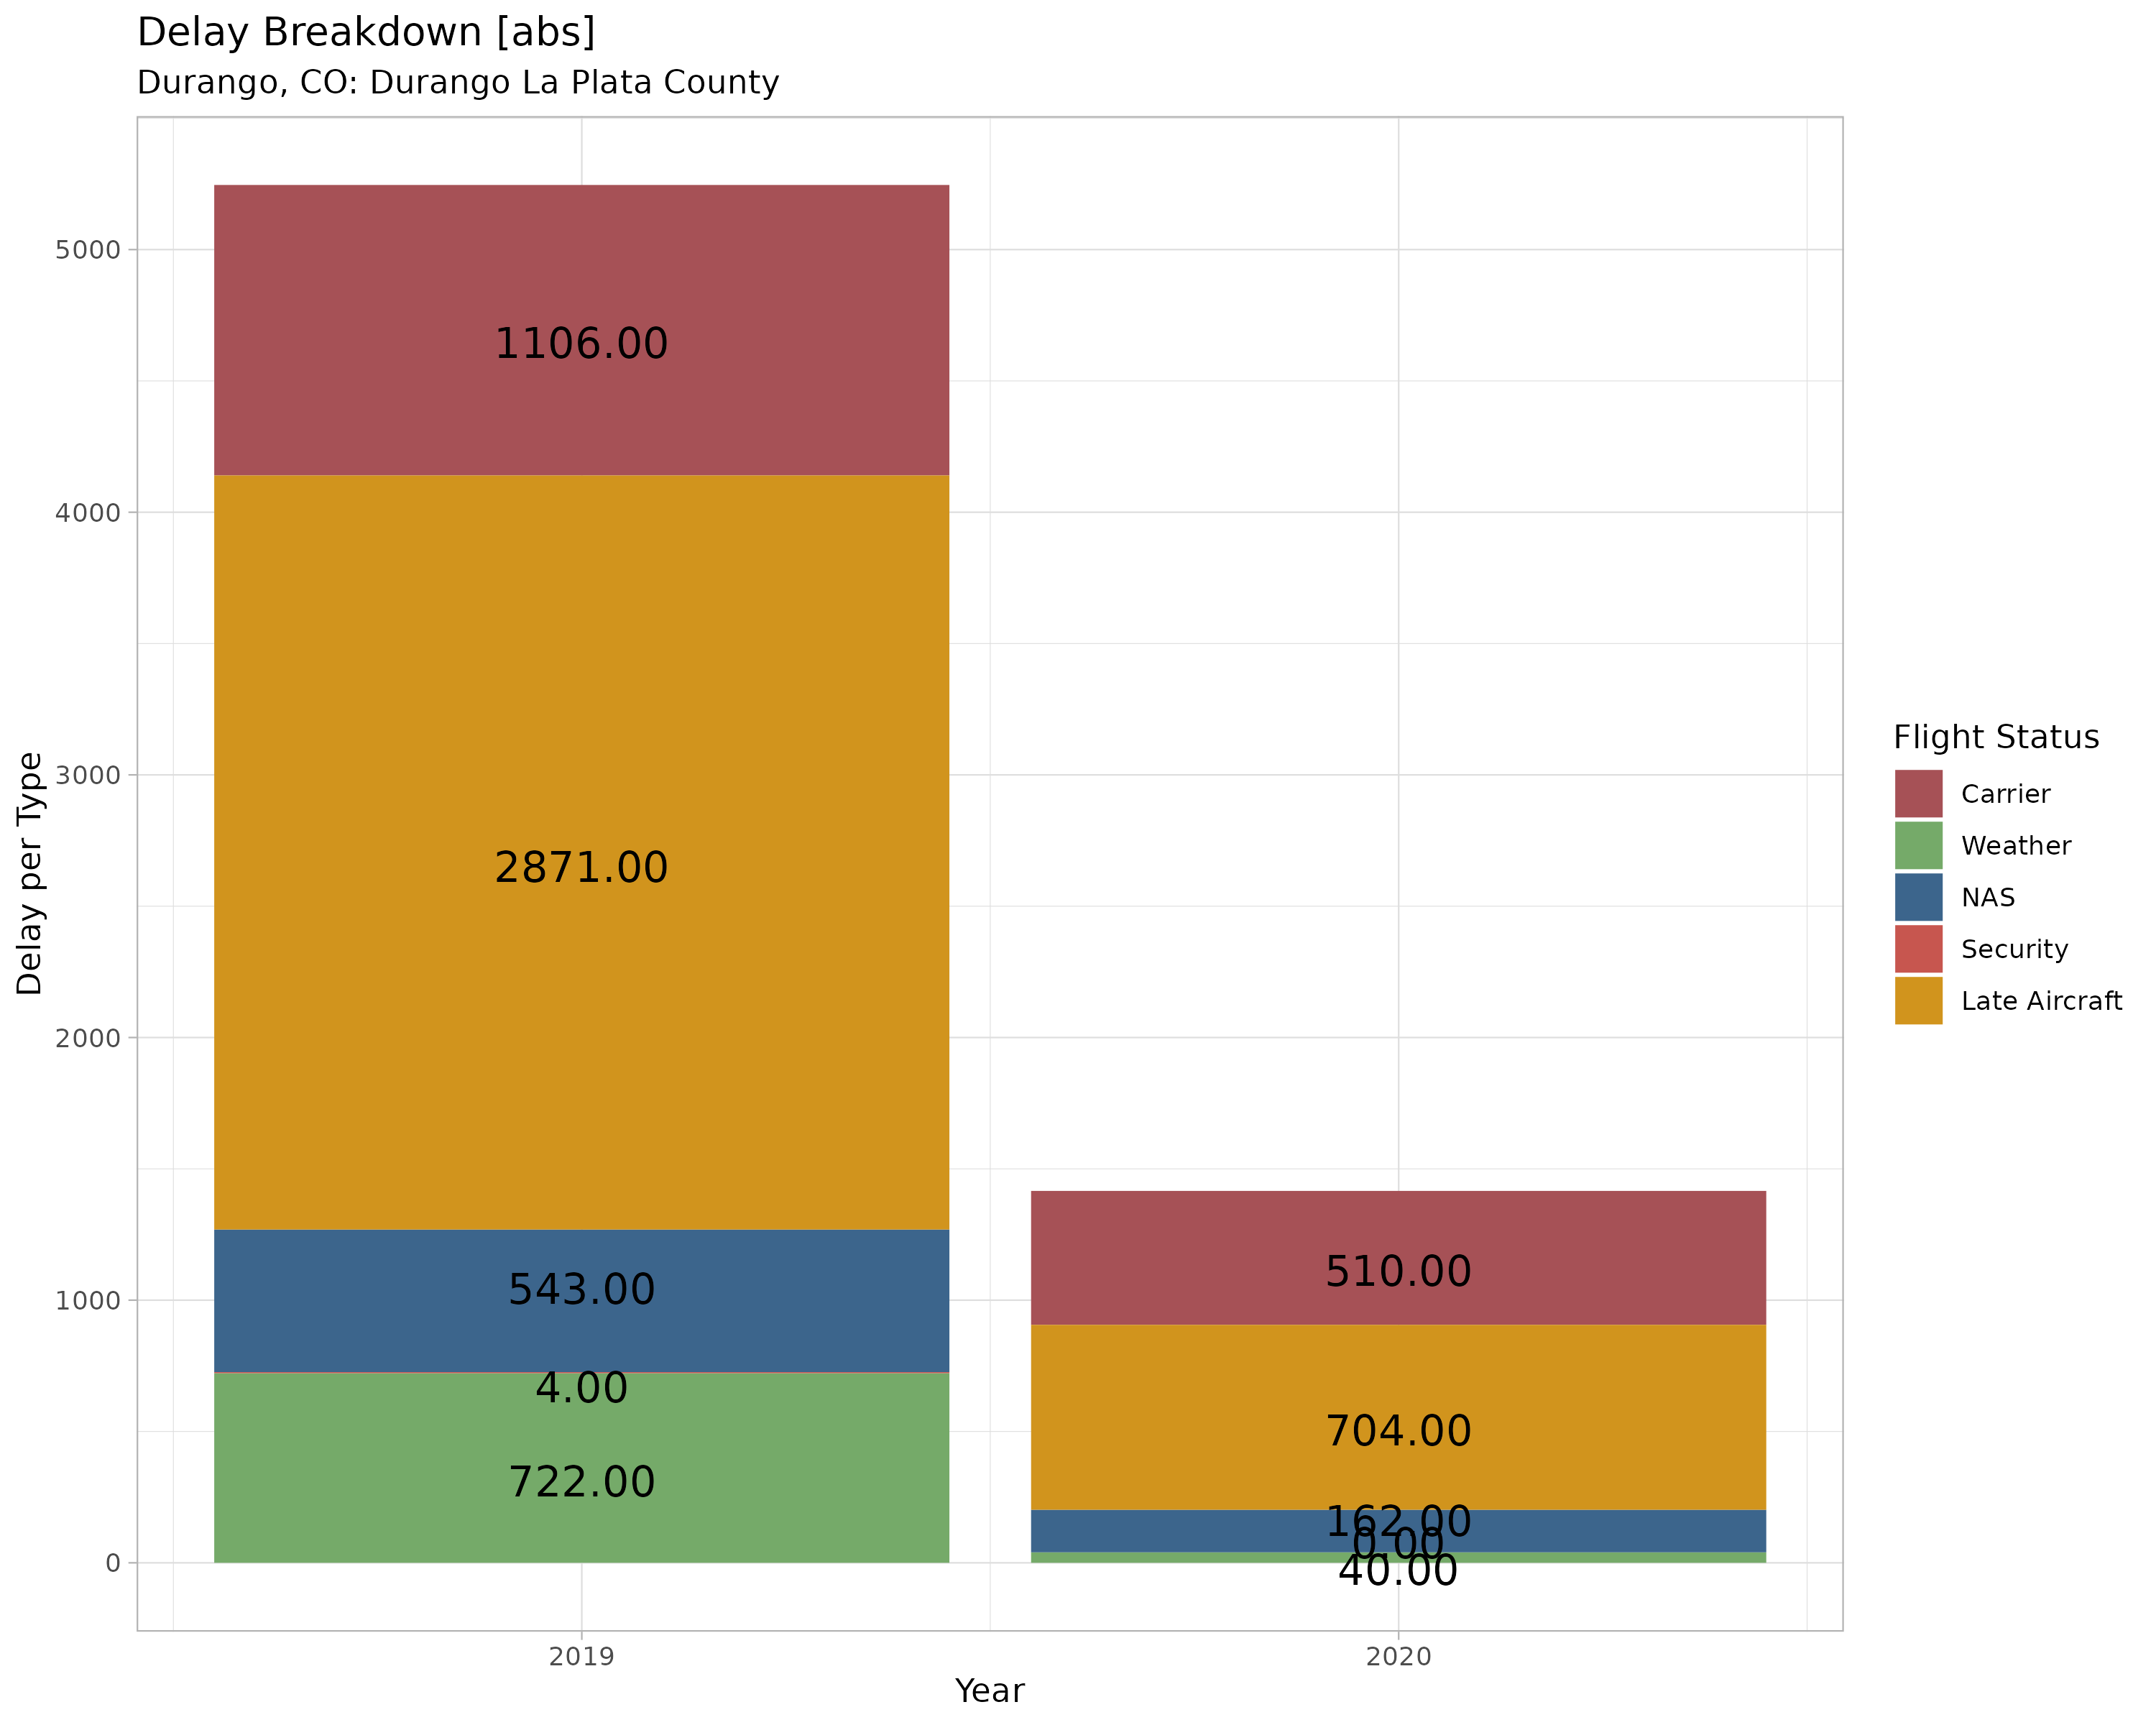 Delay Breakdown [abs]
Durango, CO: Durango La Plata County
Delay per Type
5000
4000
3000
2000
1000
0
1106.00
2871.00
543.00
4.00
722.00
510.00
704.00
162.00
0.00
40.00
2019
2020
Year
Flight Status
Carrier
Weather
NAS
Security
Late Aircraft